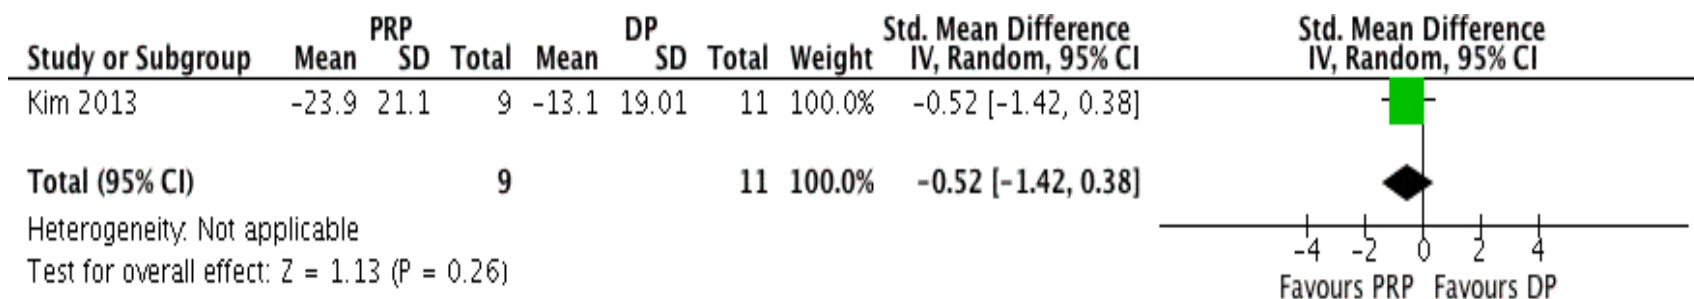 PRP DP Std. Mean Difference Std. Mean Difference
Study or Subgroup Mean SD Total Mean SD Total Weight IV, Random, 95% CI IV, Random, 95% CI
Kim 2013 −23.9 21.1 9 −13.1 19.01 11 100.0% −0.52 [−1.42, 0.38]
Total (95% CI) 9 11 100.0% −0.52 [−1.42, 0.38]
Heterogeneity: Not applicable
Test for overall effect: Z = 1.13 (P = 0.26)
−4 −2 0 2 4
Favours PRP Favours DP